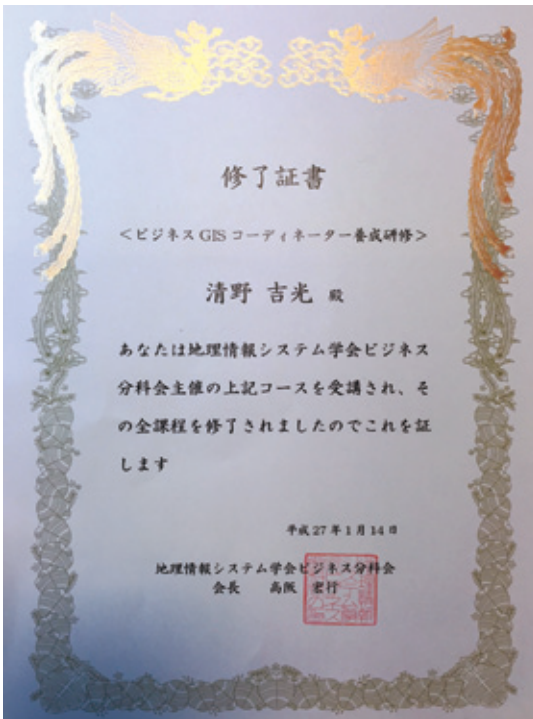 修了証書
＜ビジネスGISコーディネーター養成研修＞
清野 吉光 殿
あなたは地理情報システム学会ビジネス
分科会主催の上記コースを受講され、そ
の全課程を修了されましたのでこれを証
します
平成27年1月14日
地理情報システム学会ビジネス分科会
会長 高阪 宏行